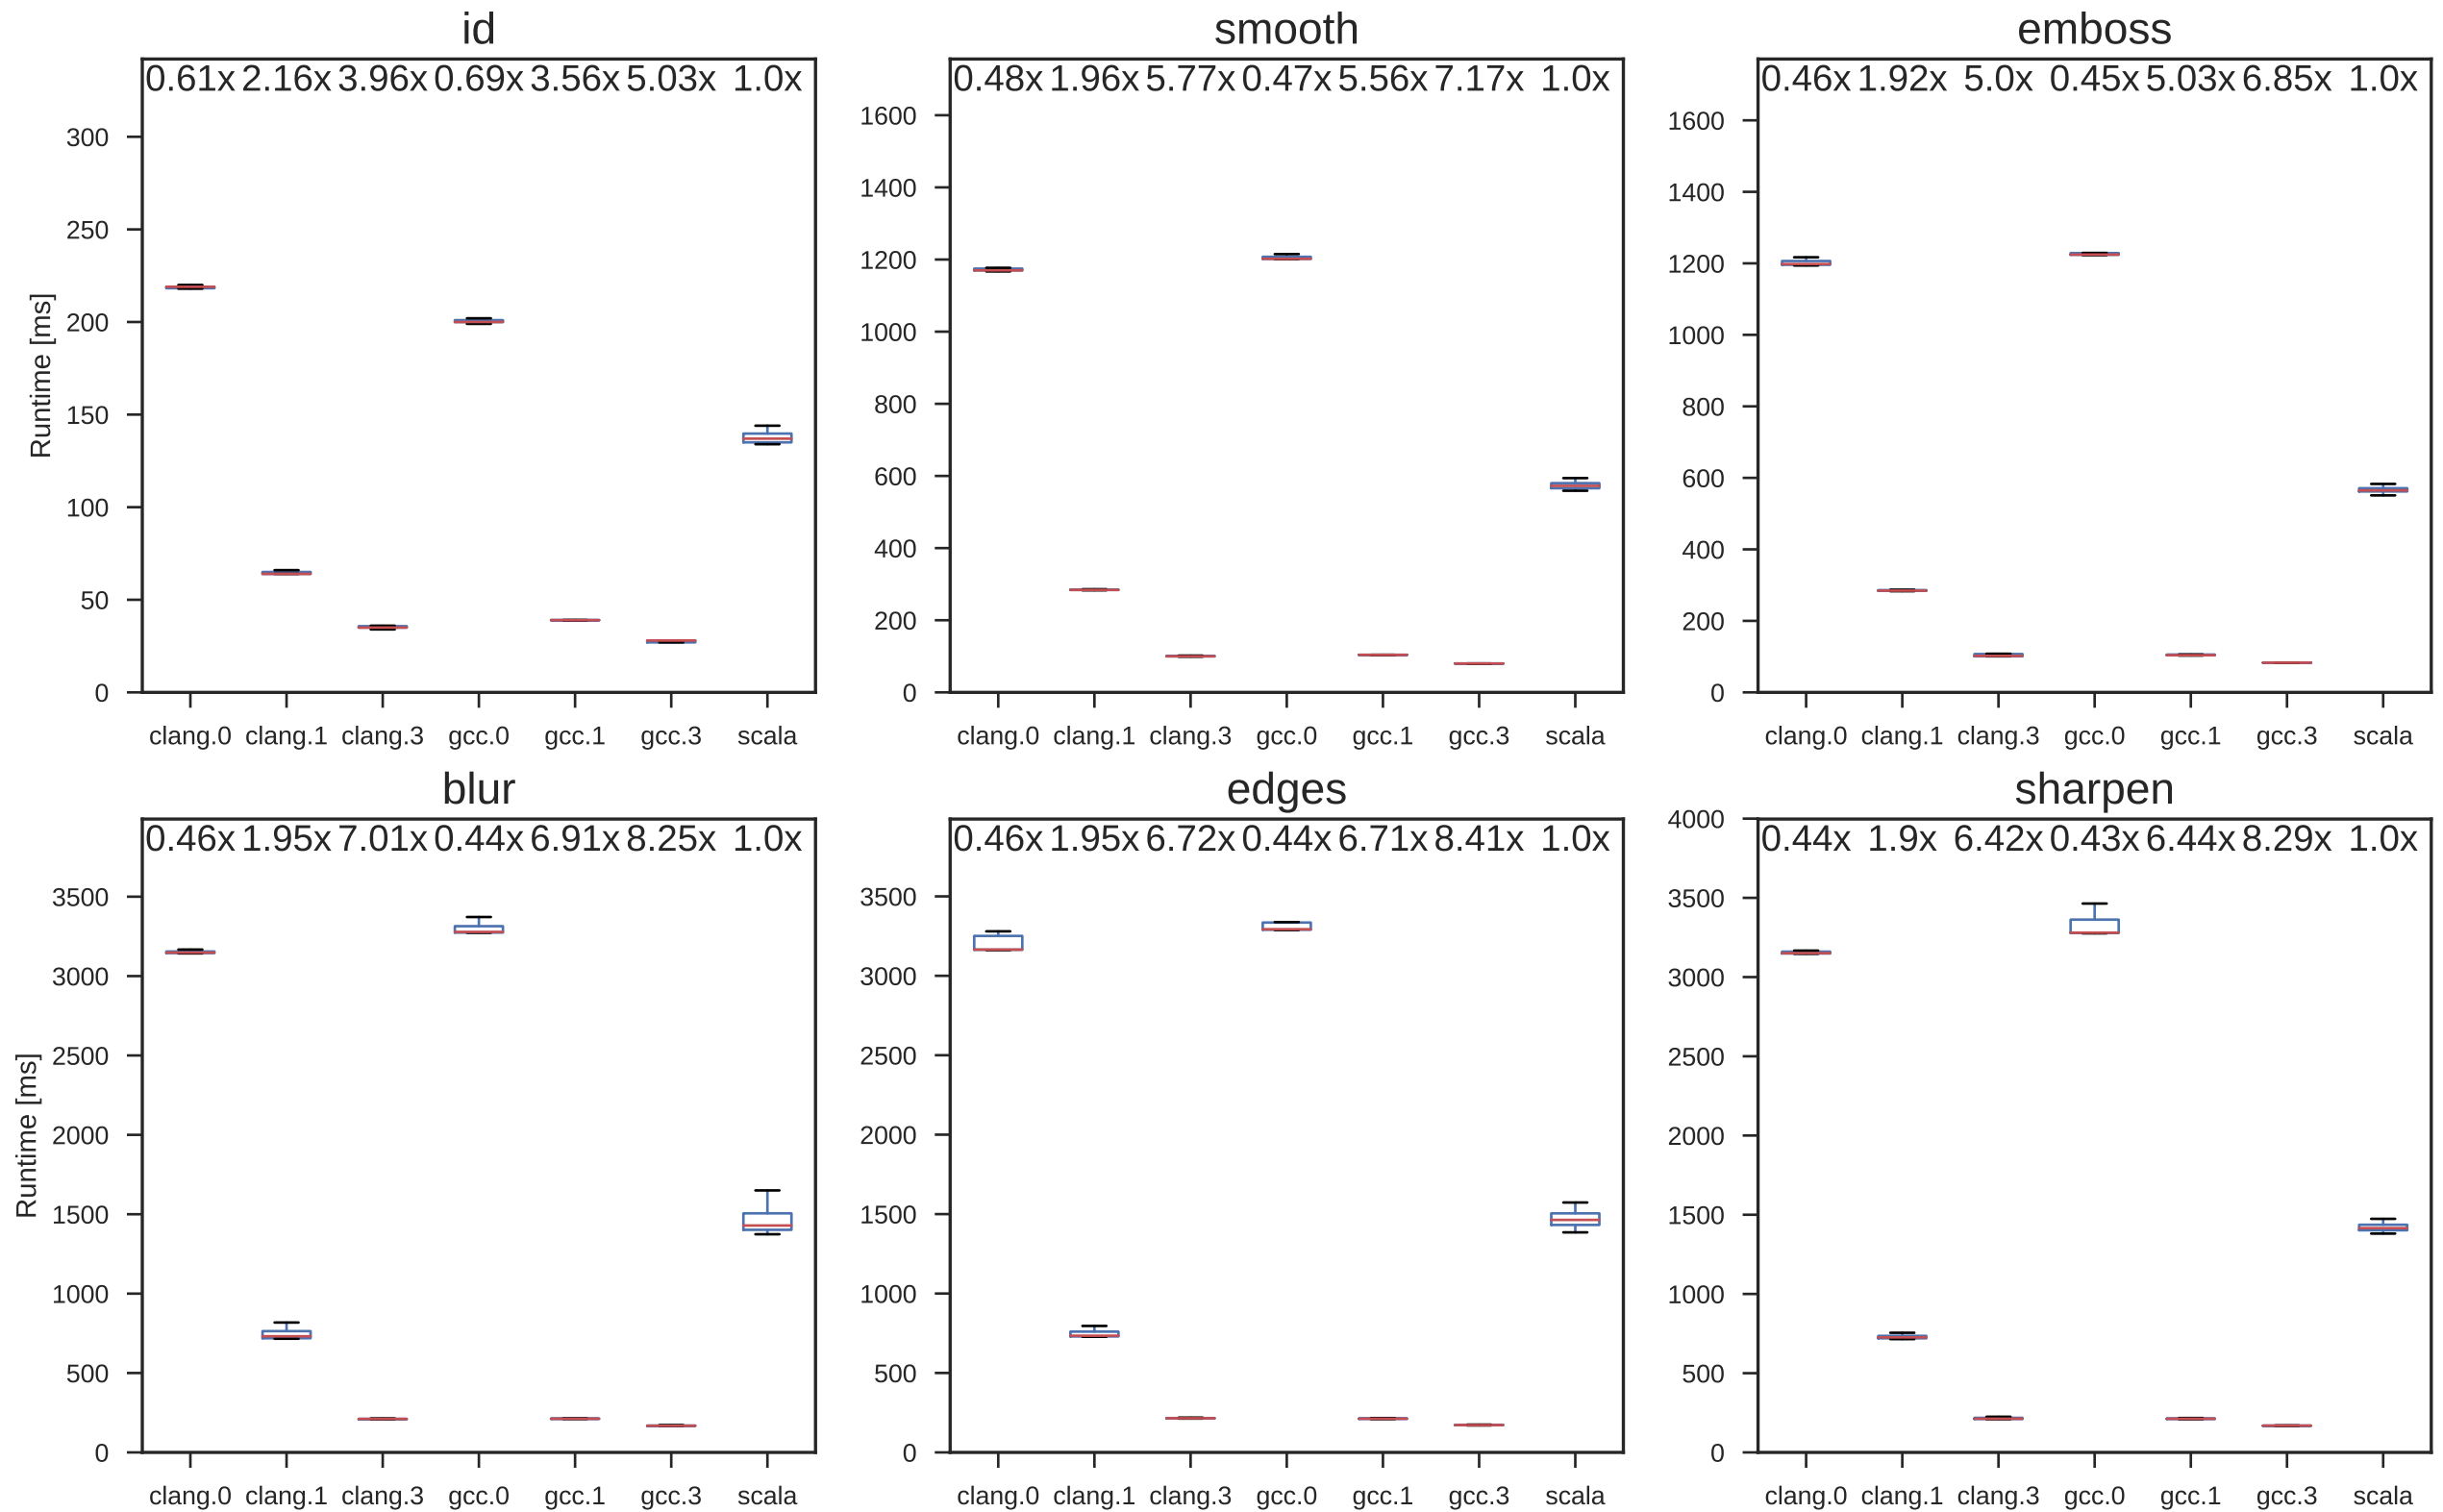 id
0.61x 2.16x 3.96x 0.69x 3.56x 5.03x 1.0x
300
250
200
150
100
50
0
Runtime [ms]
clang.0 clang.1 clang.3 gcc.0 gcc.1 gcc.3 scala
smooth
0.48x 1.96x 5.77x 0.47x 5.56x 7.17x 1.0x
1600
1400
1200
1000
800
600
400
200
0
clang.0 clang.1 clang.3 gcc.0 gcc.1 gcc.3 scala
emboss
0.46x 1.92x 5.0x 0.45x 5.03x 6.85x 1.0x
1600
1400
1200
1000
800
600
400
200
0
clang.0 clang.1 clang.3 gcc.0 gcc.1 gcc.3 scala
blur
0.46x 1.95x 7.01x 0.44x 6.91x 8.25x 1.0x
3500
3000
2500
2000
1500
1000
500
0
Runtime [ms]
clang.0 clang.1 clang.3 gcc.0 gcc.1 gcc.3 scala
edges
0.46x 1.95x 6.72x 0.44x 6.71x 8.41x 1.0x
3500
3000
2500
2000
1500
1000
500
0
clang.0 clang.1 clang.3 gcc.0 gcc.1 gcc.3 scala
sharpen
4000
0.44x 1.9x 6.42x 0.43x 6.44x 8.29x 1.0x
3500
3000
2500
2000
1500
1000
500
0
clang.0 clang.1 clang.3 gcc.0 gcc.1 gcc.3 scala